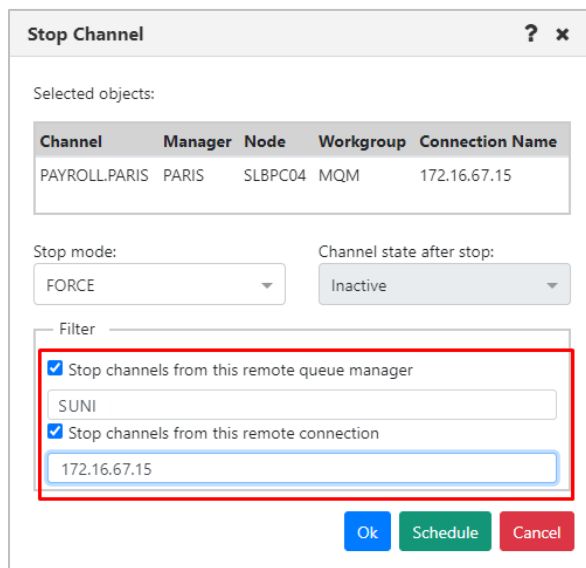 Stop Channel ? ×
Selected objects:
Channel Manager Node Workgroup Connection Name
PAYROLL.PARIS PARIS SLBPC04 MQM 172.16.67.15
Stop mode: Channel state after stop:
FORCE Inactive
Filter
Stop channels from this remote queue manager
SUNI
Stop channels from this remote connection
172.16.67.15
Ok Schedule Cancel